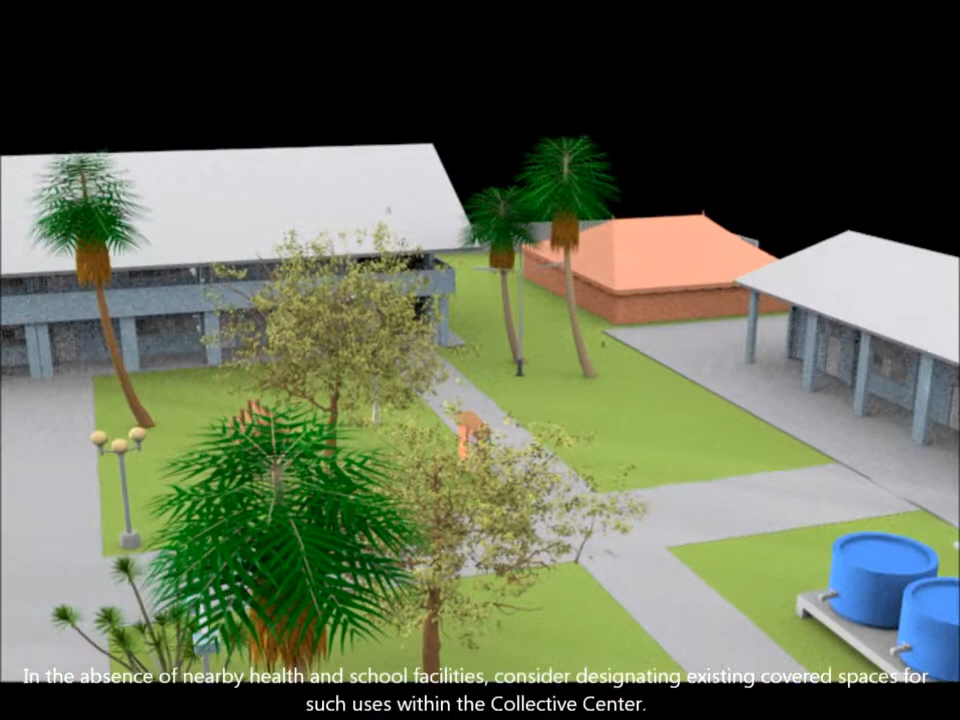 In the absence of nearby health and school facilities, consider designating existing covered spaces for
such uses within the Collective Center.